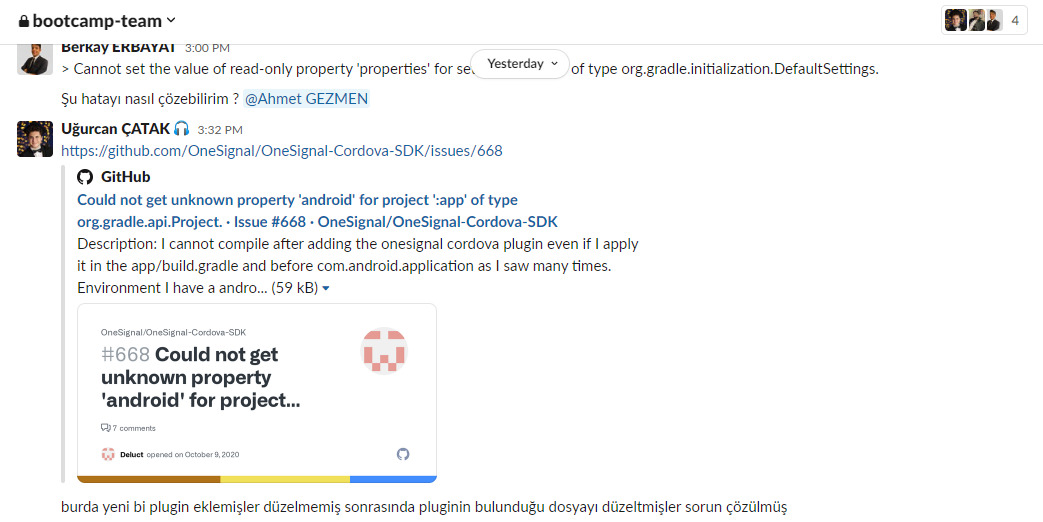 bootcamp-team
4
Berkay ERBAYAT 3:00 PM
Yesterday
> Cannot set the value of read-only property 'properties' for se of type org.gradle.initialization.DefaultSettings.
Şu hatayı nasıl çözebilirim ? @Ahmet GEZMEN
Uğurcan ÇATAK 3:32 PM
https://github.com/OneSignal/OneSignal-Cordova-SDK/issues/668
GitHub
Could not get unknown property 'android' for project ':app' of type
org.gradle.api.Project. · Issue #668 · OneSignal/OneSignal-Cordova-SDK
Description: I cannot compile after adding the onesignal cordova plugin even if I apply
it in the app/build.gradle and before com.android.application as I saw many times.
Environment I have a andro... (59 kB)
OneSignal/OneSignal-Cordova-SDK
#668 Could not get
unknown property
'android' for project...
7 comments
Deluct opened on October 9, 2020
burda yeni bi plugin eklemişler düzelmemiş sonrasında pluginin bulunduğu dosyayı düzeltmişler sorun çözülmüş